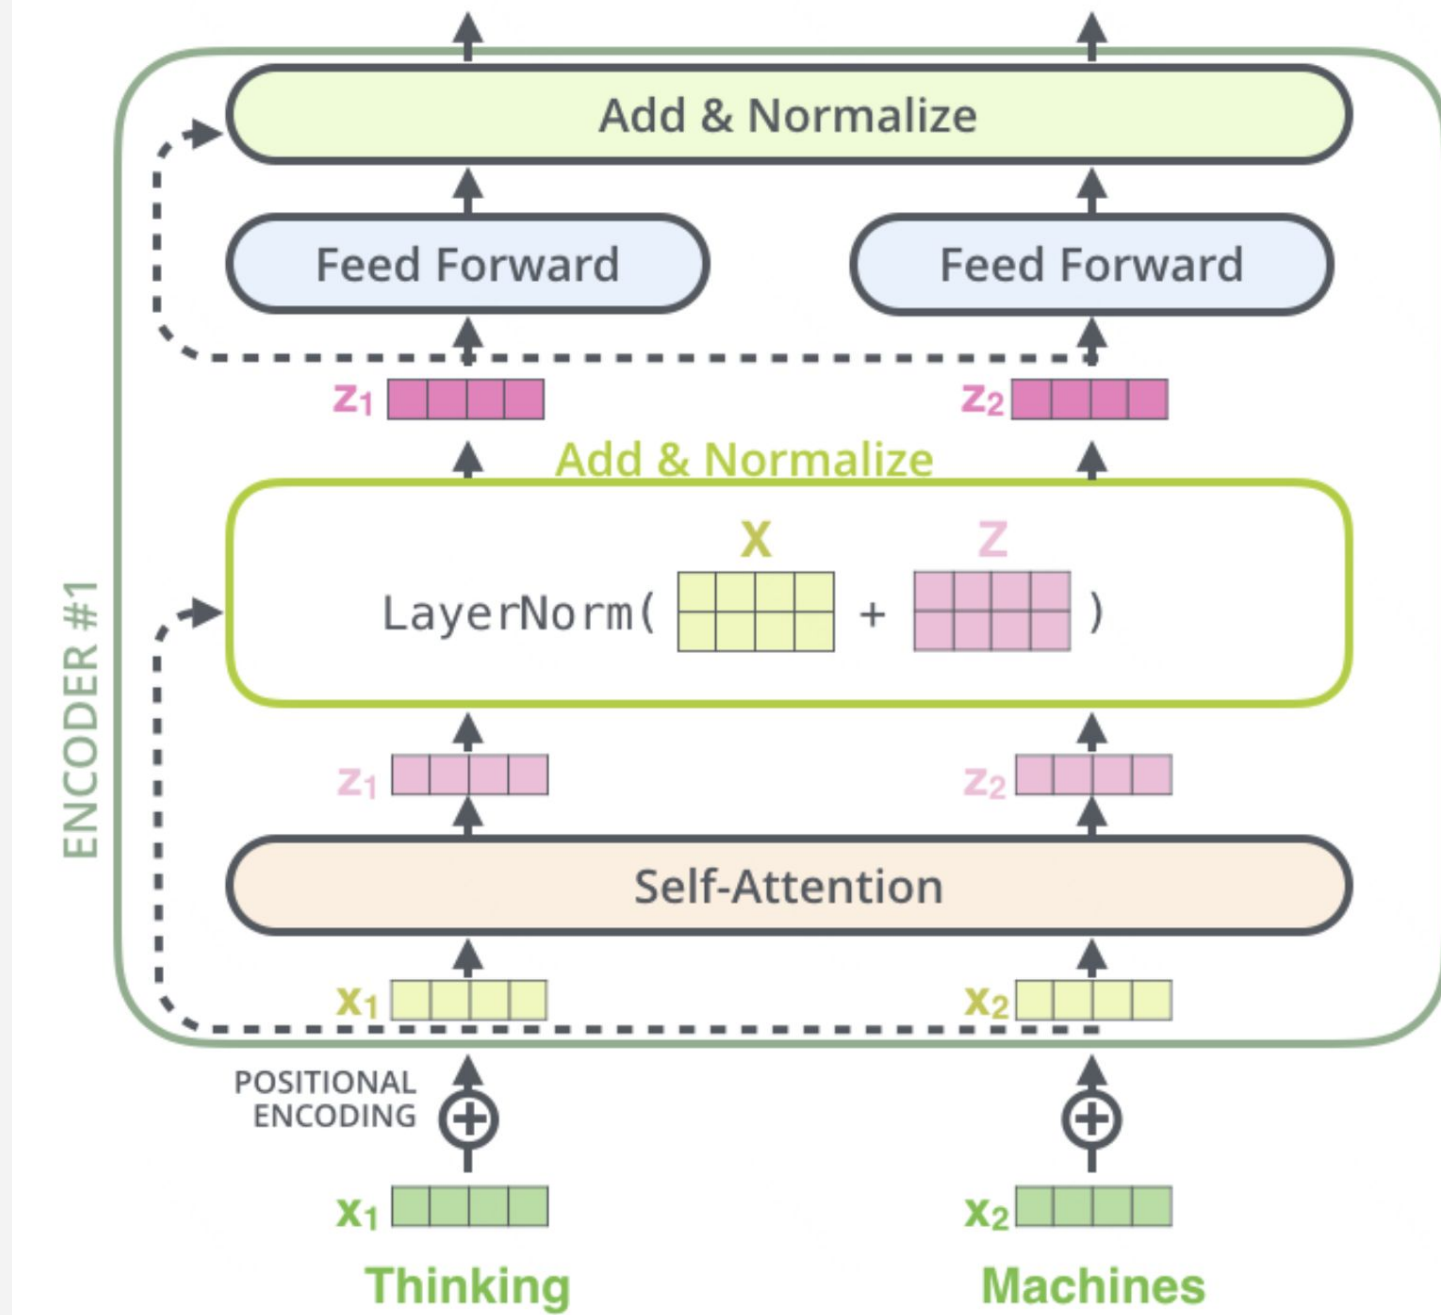 Add & Normalize
Feed Forward
Feed Forward
z1
z2
Add & Normalize
X
Z
LayerNorm(
+
)
z1
z2
ENCODER #1
Self-Attention
x1
x2
POSITIONAL
ENCODING
x1
x2
Thinking
Machines